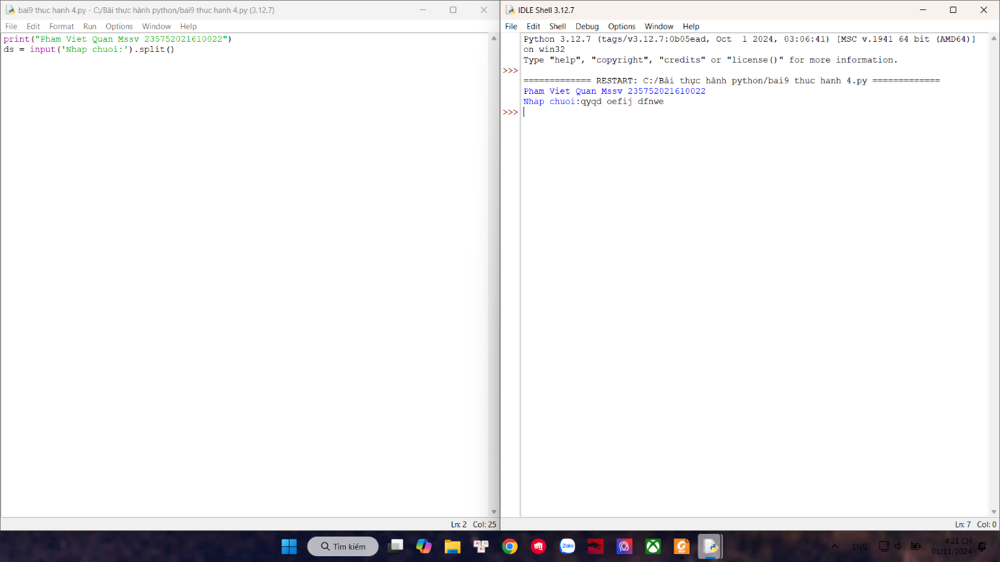 bai9 thuc hanh 4.py - C:/Bài thực hành python/bai9 thuc hanh 4.py (3.12.7)
File Edit Format Run Options Window Help
print("Pham Viet Quan Mssv 235752021610022")
ds = input('Nhap chuoi:').split()
Ln: 2 Col: 25
IDLE Shell 3.12.7
File Edit Shell Debug Options Window Help
Python 3.12.7 (tags/v3.12.7:0b05ead, Oct  1 2024, 03:06:41) [MSC v.1941 64 bit (AMD64)]
on win32
Type "help", "copyright", "credits" or "license()" for more information.
>>>
============= RESTART: C:/Bài thực hành python/bai9 thuc hanh 4.py =============
Pham Viet Quan Mssv 235752021610022
Nhap chuoi:qyqd oefij dfnwe
>>>
Ln: 7 Col: 0
Tìm kiếm
Zalo
PDF
ENG
4:21 CH
01/11/2024